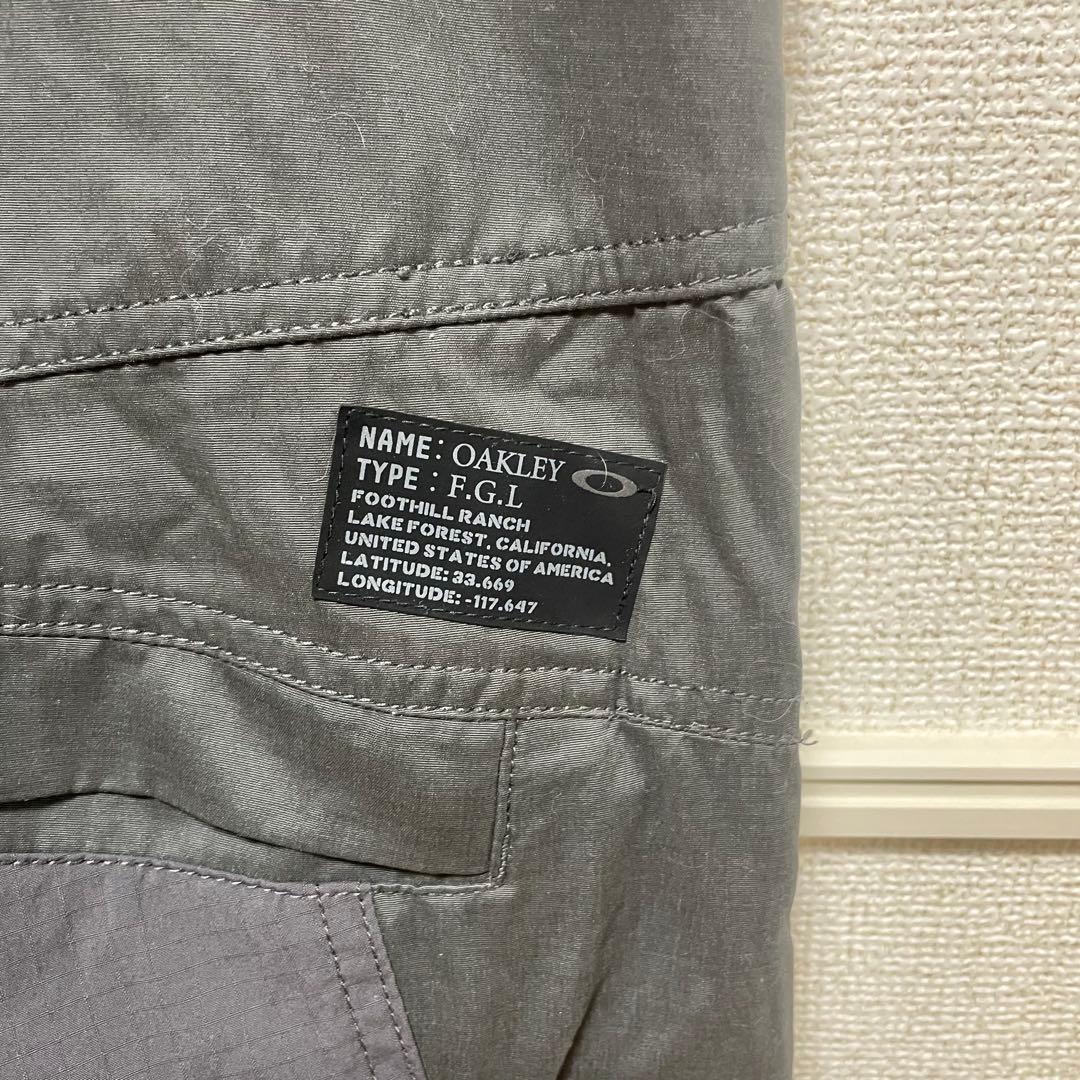 NAME: OAKLEY
TYPE : F.G.L
FOOTHILL RANCH
LAKE FOREST, CALIFORNIA,
UNITED STATES OF AMERICA
LATITUDE: 33.669
LONGITUDE: -117.647